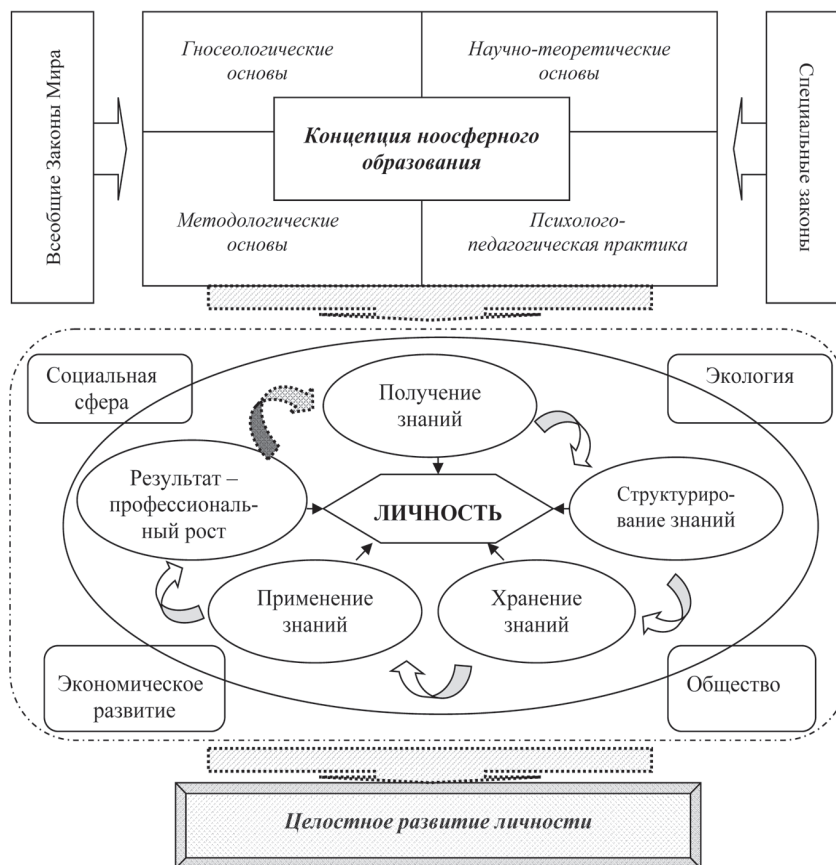 Всеобщие Законы Мира
Гносеологические
основы
Научно-теоретические
основы
Концепция ноосферного
образования
Методологические
основы
Психолого-
педагогическая практика
Специальные законы
Социальная
сфера
Экология
Получение
знаний
Результат –
профессиональ-
ный рост
ЛИЧНОСТЬ
Структуриро-
вание знаний
Применение
знаний
Хранение
знаний
Экономическое
развитие
Общество
Целостное развитие личности